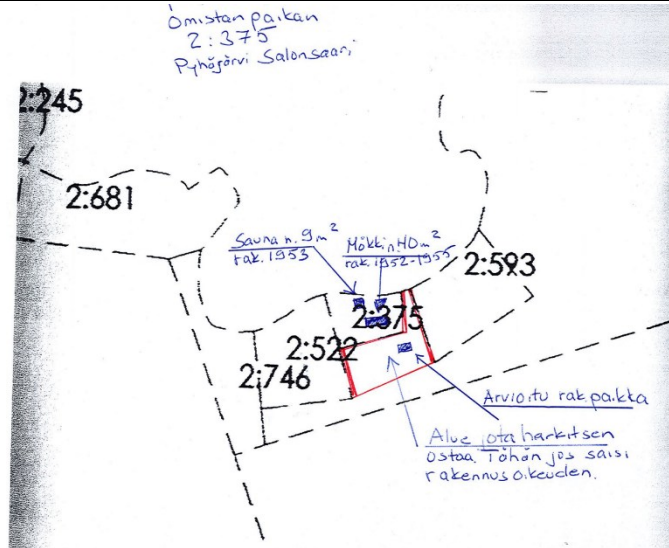 Omistan paikan
2:375
Pyhäjärvi Salonsaari
2:245
2:681
Sauna n. 9m²
rak. 1953
Mökki n. 40m²
rak. 1952-1955
2:593
2:375
2:522
2:746
Arvioitu rak.paikka
Alue jota harkitsen
ostaa. Tähän jos saisi
rakennusoikeuden.